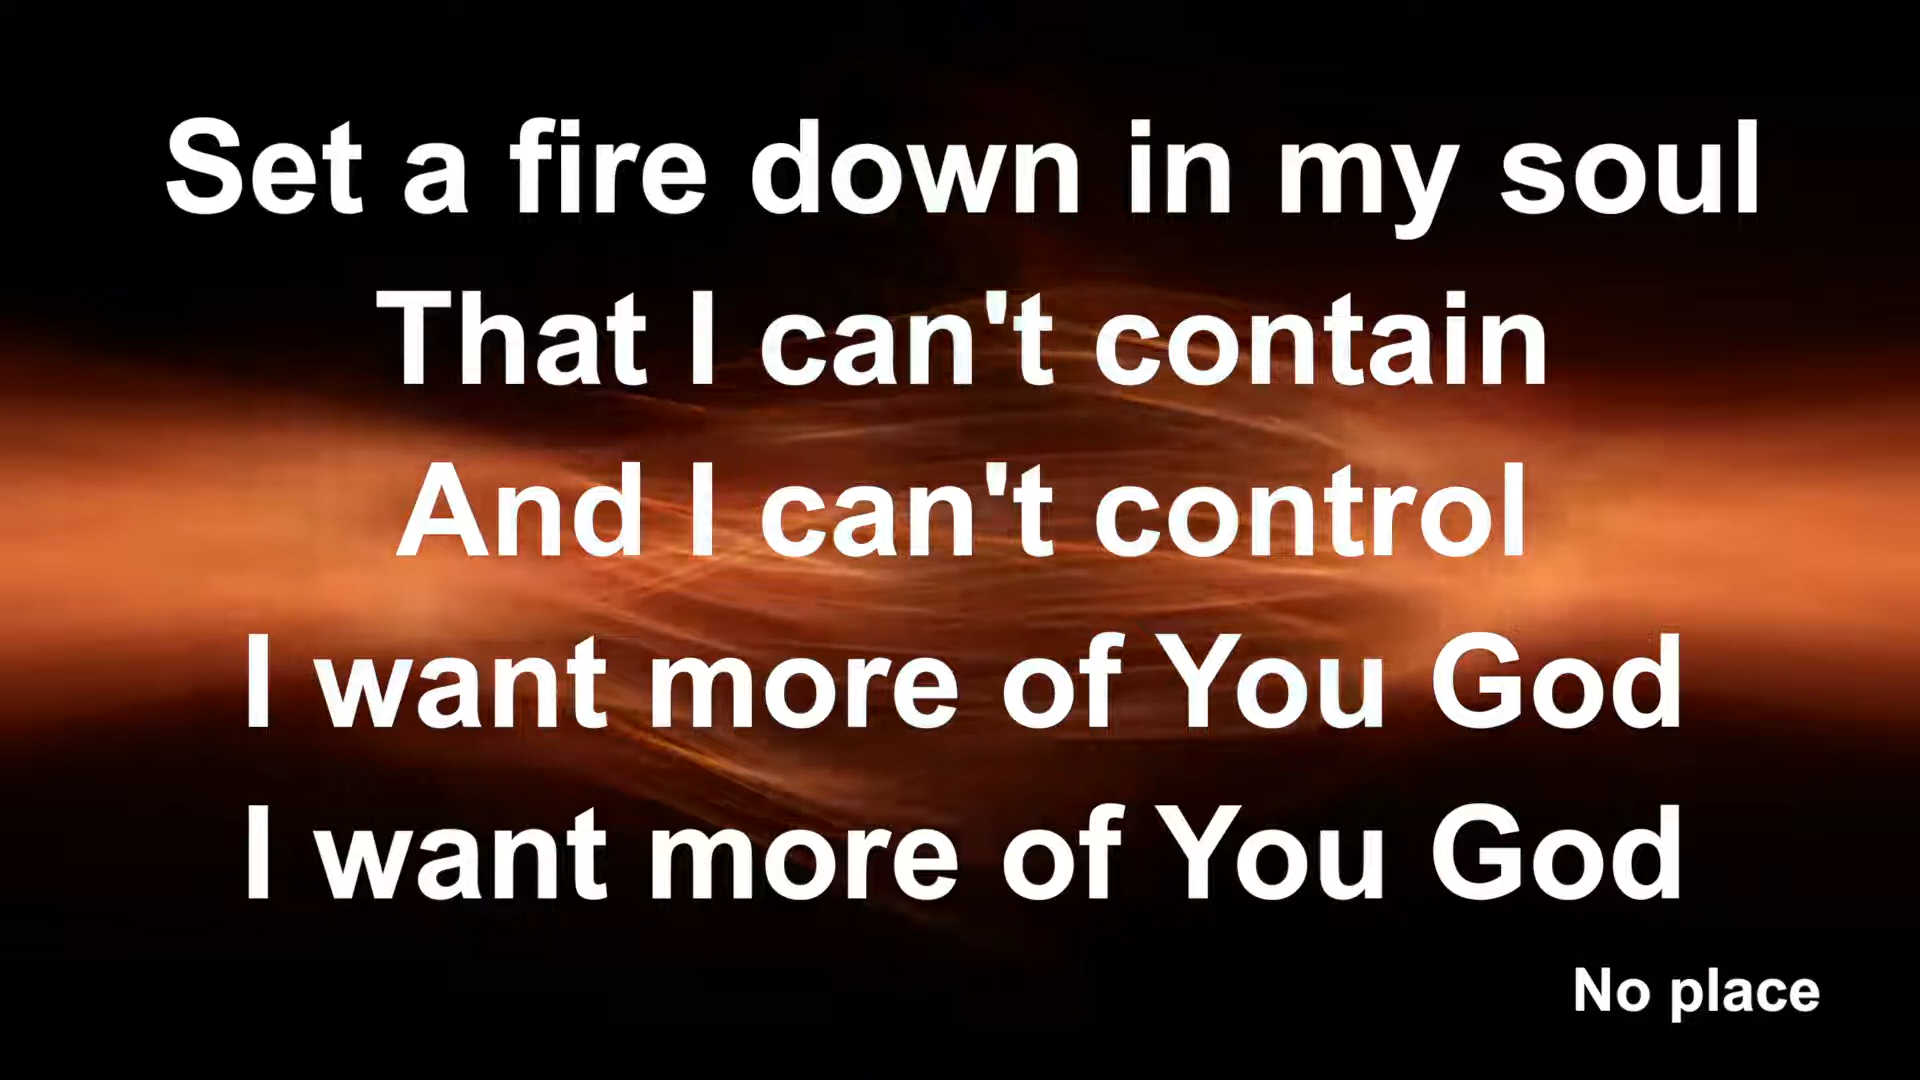 Set a fire down in my soul
That I can't contain
And I can't control
I want more of You God
I want more of You God
No place